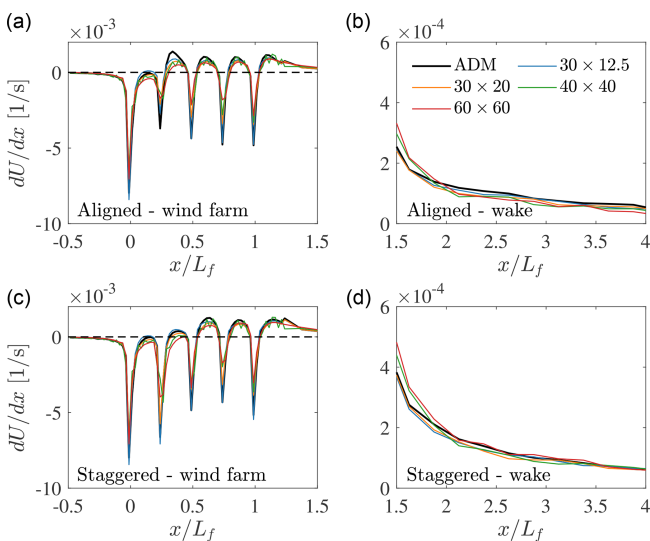 (a)
×10⁻³
0
-5
-10
dU/dx [1/s]
Aligned - wind farm
-0.5 0 0.5 1 1.5
x/L_f
(b)
×10⁻⁴
6
4
2
0
ADM
30 × 20
60 × 60
30 × 12.5
40 × 40
Aligned - wake
1.5 2 2.5 3 3.5 4
x/L_f
(c)
×10⁻³
0
-5
-10
dU/dx [1/s]
Staggered - wind farm
-0.5 0 0.5 1 1.5
x/L_f
(d)
×10⁻⁴
6
4
2
0
Staggered - wake
1.5 2 2.5 3 3.5 4
x/L_f